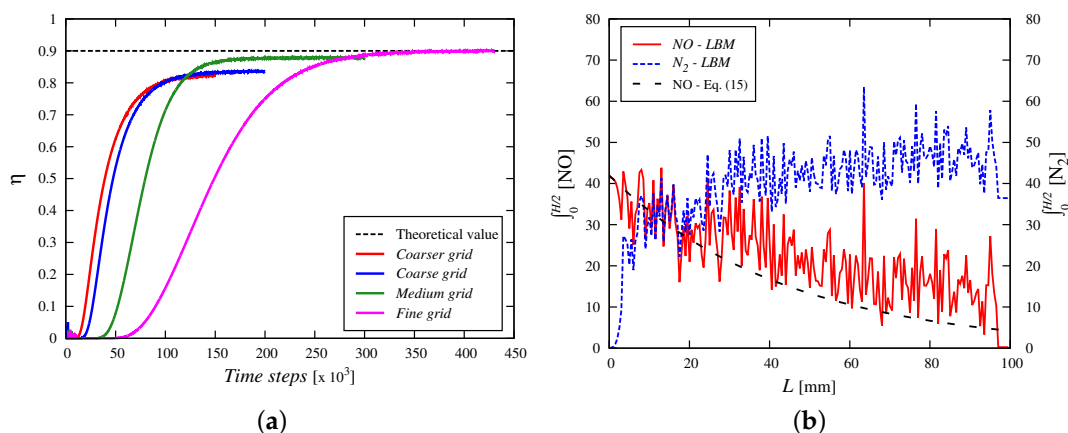 1
0.9
0.8
0.7
0.6
0.5
0.4
0.3
0.2
0.1
0
η
0 50 100 150 200 250 300 350 400 450
Time steps [x 10³]
Theoretical value
Coarser grid
Coarse grid
Medium grid
Fine grid
(a)
80
70
60
50
40
30
20
10
0
∫₀ᴴ/² [NO]
NO - LBM
N₂ - LBM
NO - Eq. (15)
80
70
60
50
40
30
20
10
0
∫₀ᴴ/² [N₂]
0 20 40 60 80 100
L [mm]
(b)